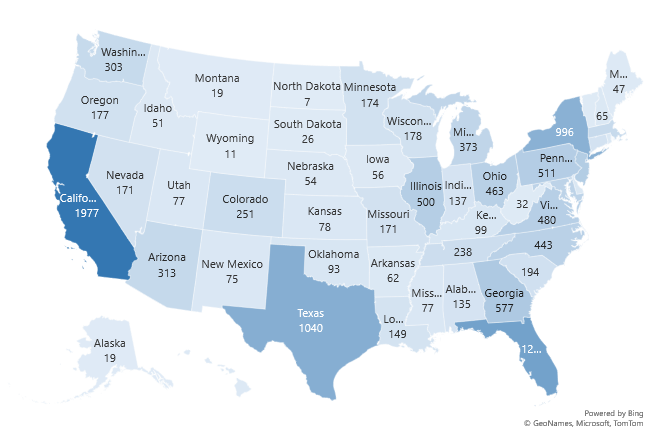 Washin...
303
Montana
19
North Dakota
7
Minnesota
174
M...
47
Oregon
177
Idaho
51
South Dakota
26
Wiscon...
178
Mi...
373
65
996
Wyoming
11
Nebraska
54
Iowa
56
Penn...
511
Califo...
1977
Nevada
171
Utah
77
Colorado
251
Illinois
500
Indi...
137
Ohio
463
Kansas
78
Missouri
171
Ke...
99
32
Vi...
480
Arizona
313
New Mexico
75
Oklahoma
93
Arkansas
62
238
443
194
Texas
1040
Lo...
149
Miss...
77
Alab...
135
Georgia
577
12...
Alaska
19
Powered by Bing
© GeoNames, Microsoft, TomTom